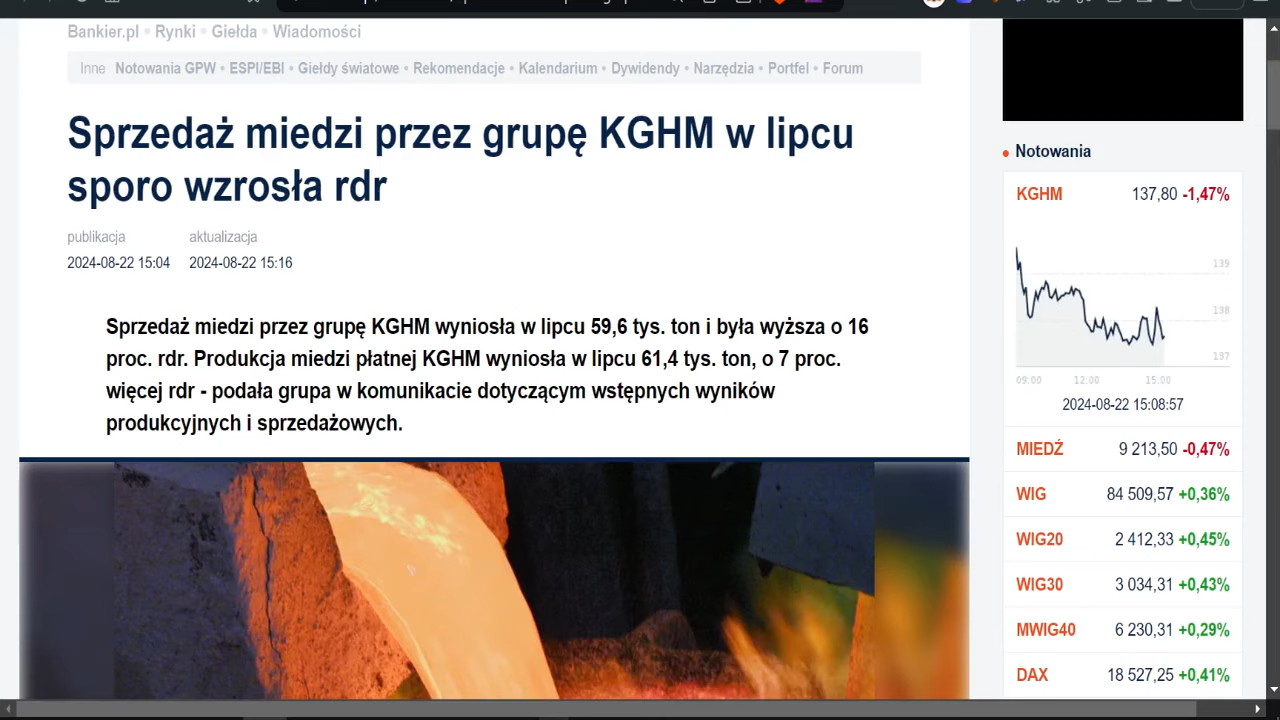 Bankier.pl • Rynki • Giełda • Wiadomości
Inne Notowania GPW • ESPI/EBI • Giełdy światowe • Rekomendacje • Kalendarium • Dywidendy • Narzędzia • Portfel • Forum
Sprzedaż miedzi przez grupę KGHM w lipcu
sporo wzrosła rdr
publikacja aktualizacja
2024-08-22 15:04 2024-08-22 15:16
Sprzedaż miedzi przez grupę KGHM wyniosła w lipcu 59,6 tys. ton i była wyższa o 16
proc. rdr. Produkcja miedzi płatnej KGHM wyniosła w lipcu 61,4 tys. ton, o 7 proc.
więcej rdr - podała grupa w komunikacie dotyczącym wstępnych wyników
produkcyjnych i sprzedażowych.
Notowania
KGHM 137,80 -1,47%
139
138
137
09:00 12:00 15:00
2024-08-22 15:08:57
MIEDŹ 9 213,50 -0,47%
WIG 84 509,57 +0,36%
WIG20 2 412,33 +0,45%
WIG30 3 034,31 +0,43%
MWIG40 6 230,31 +0,29%
DAX 18 527,25 +0,41%